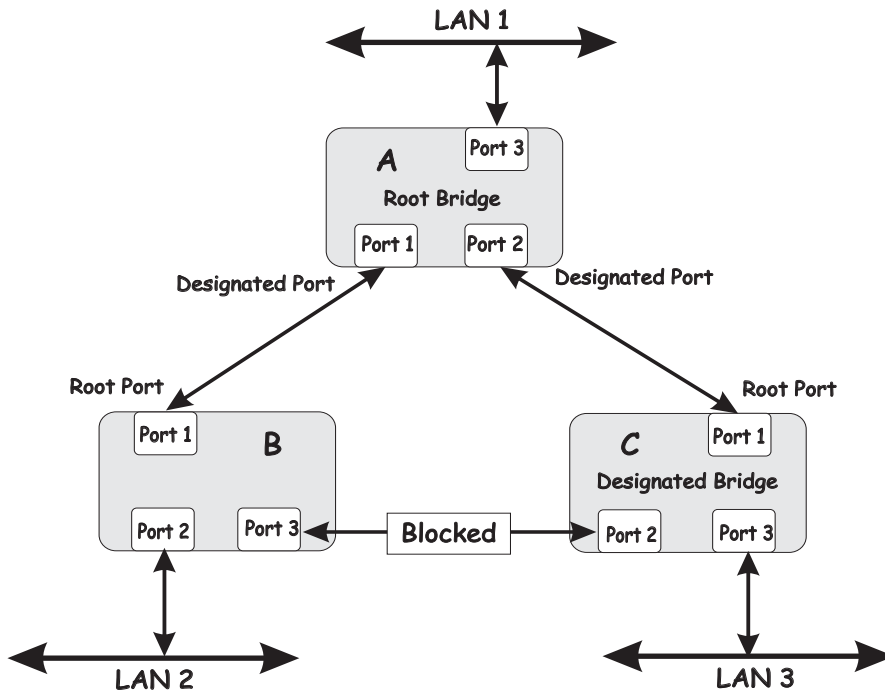 LAN 1
Port 3
A
Root Bridge
Port 1
Port 2
Designated Port
Designated Port
Root Port
Root Port
Port 1
B
C
Port 1
Designated Bridge
Port 2
Port 3
Blocked
Port 2
Port 3
LAN 2
LAN 3